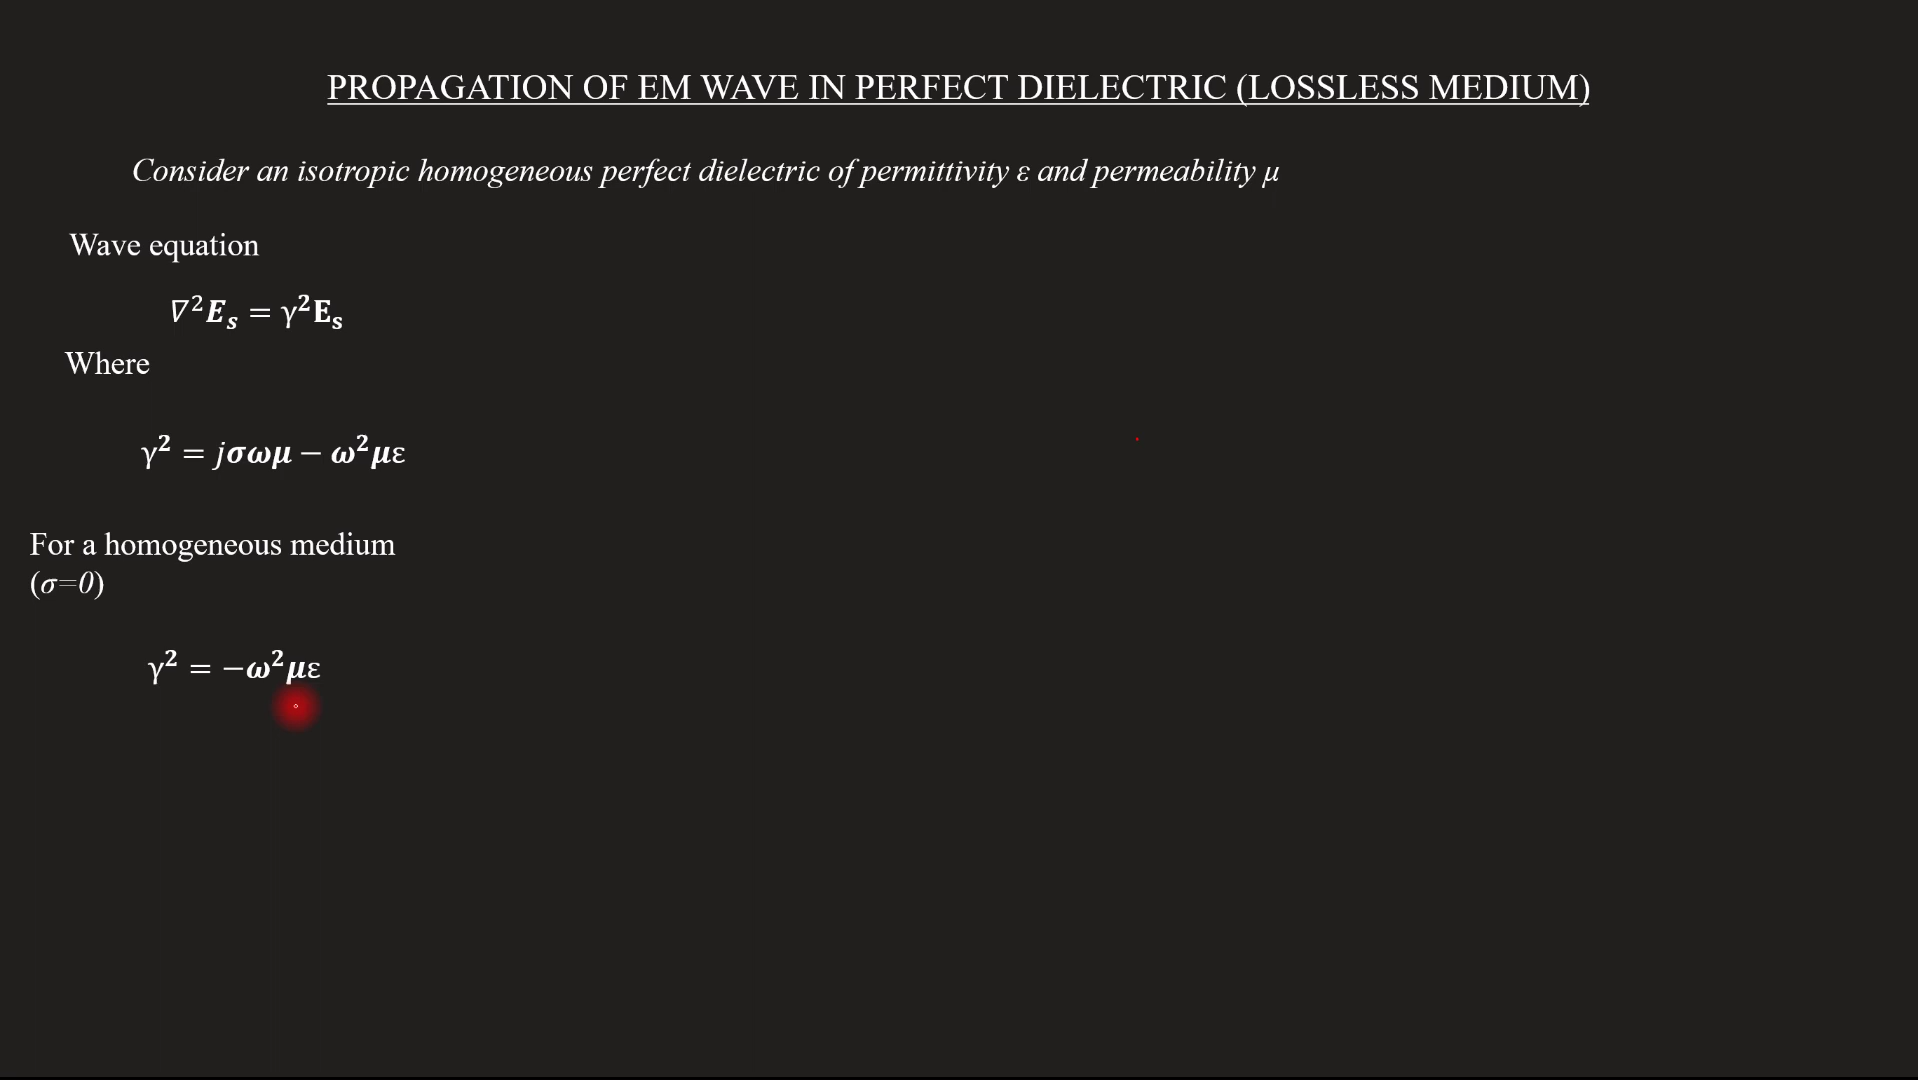 PROPAGATION OF EM WAVE IN PERFECT DIELECTRIC (LOSSLESS MEDIUM)
Consider an isotropic homogeneous perfect dielectric of permittivity ε and permeability μ
Wave equation
∇²Eₛ = γ²Eₛ
Where
γ² = jσωμ − ω²με
For a homogeneous medium
(σ=0)
γ² = −ω²με